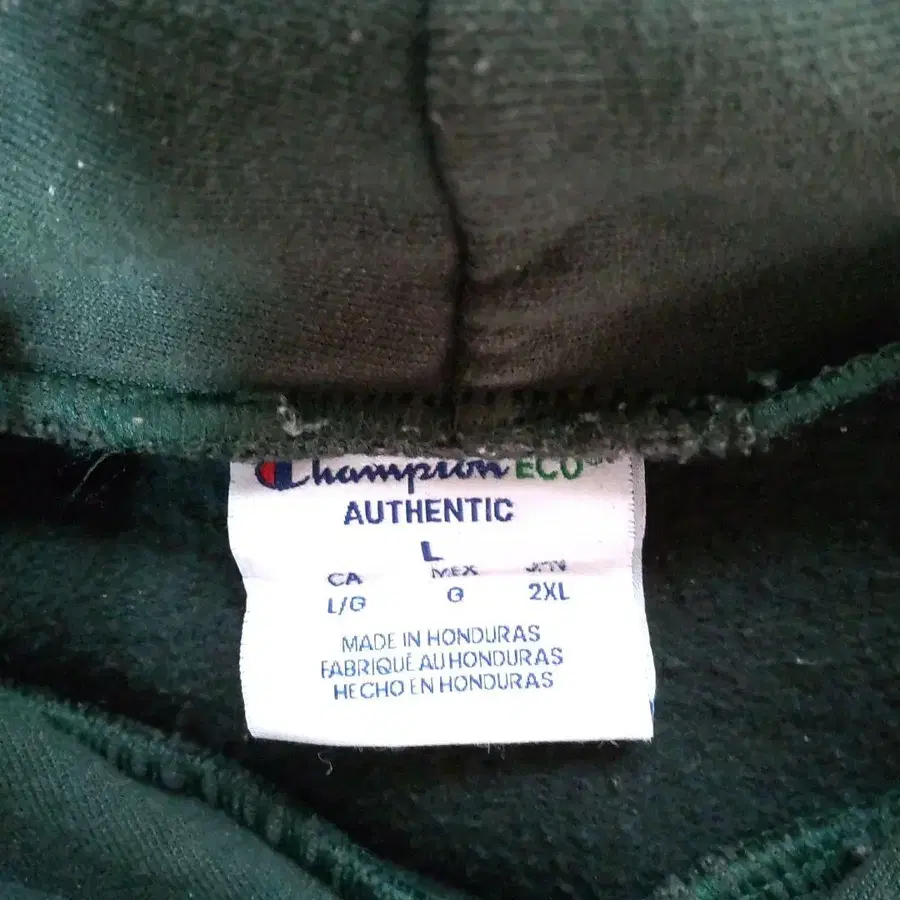 Champion ECO
AUTHENTIC
L
CA MEX JPN
L/G G 2XL
MADE IN HONDURAS
FABRIQUÉ AU HONDURAS
HECHO EN HONDURAS